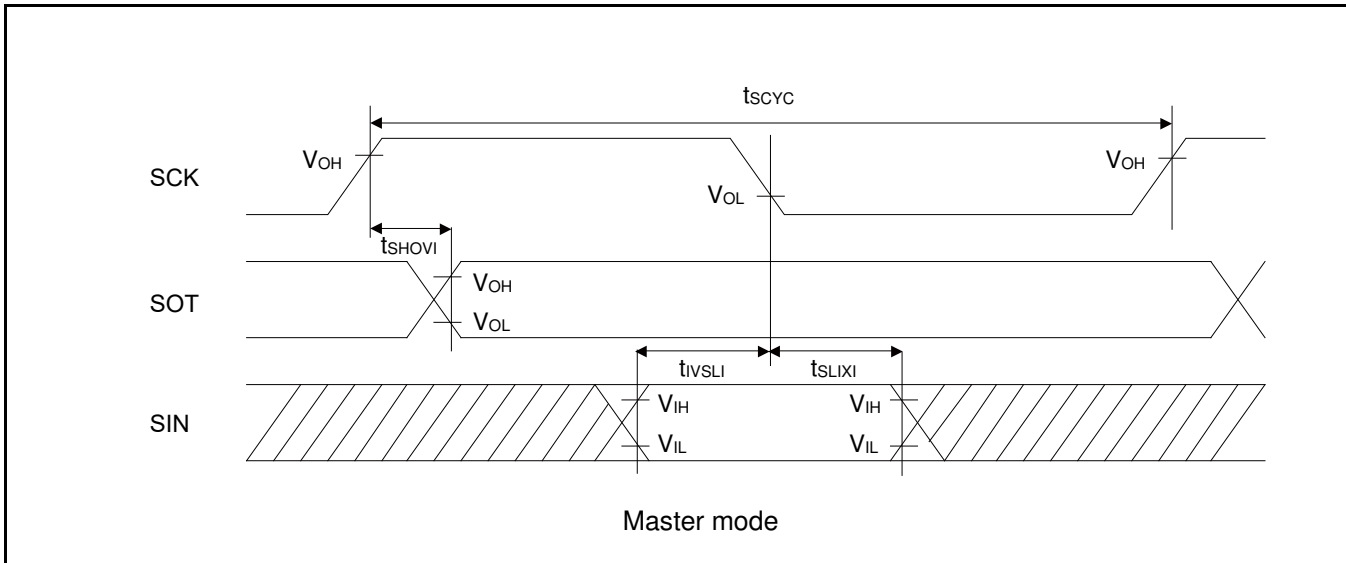 tSCYC
VOH
VOH
SCK
VOL
tSHOVI
VOH
SOT
VOL
tIVSLI
tSLIXI
VIH
VIH
SIN
VIL
VIL
Master mode